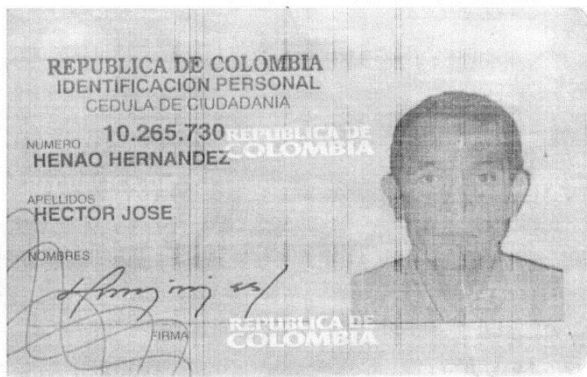 REPUBLICA DE COLOMBIA
IDENTIFICACION PERSONAL
CEDULA DE CIUDADANIA
NUMERO 10.265.730
HENAO HERNANDEZ
APELLIDOS
HECTOR JOSE
NOMBRES
FIRMA
REPUBLICA DE
COLOMBIA
REPUBLICA DE
COLOMBIA